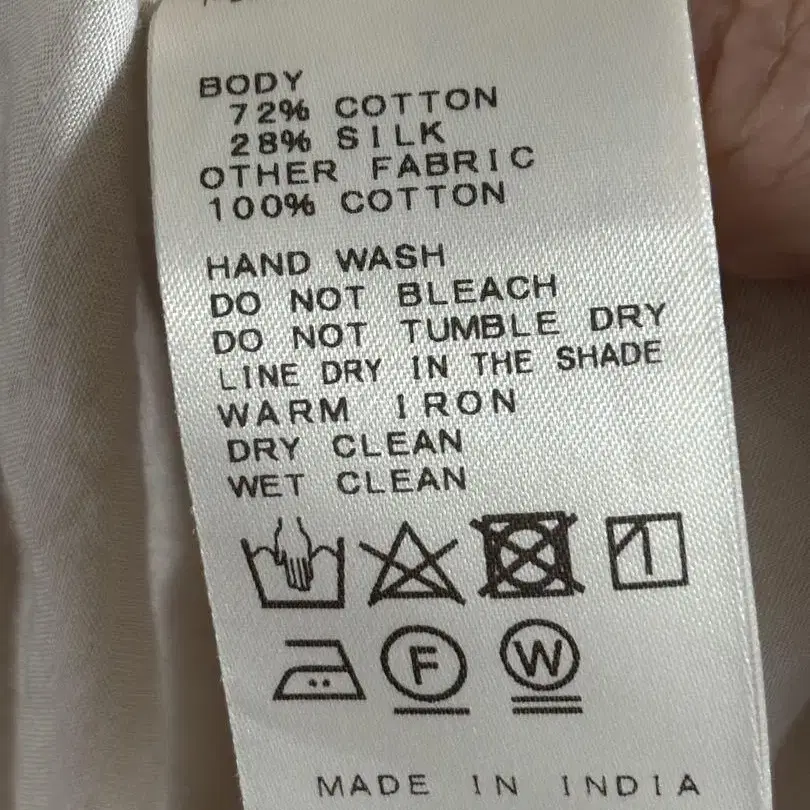 BODY
72% COTTON
28% SILK
OTHER FABRIC
100% COTTON
HAND WASH
DO NOT BLEACH
DO NOT TUMBLE DRY
LINE DRY IN THE SHADE
WARM IRON
DRY CLEAN
WET CLEAN
F W
MADE IN INDIA